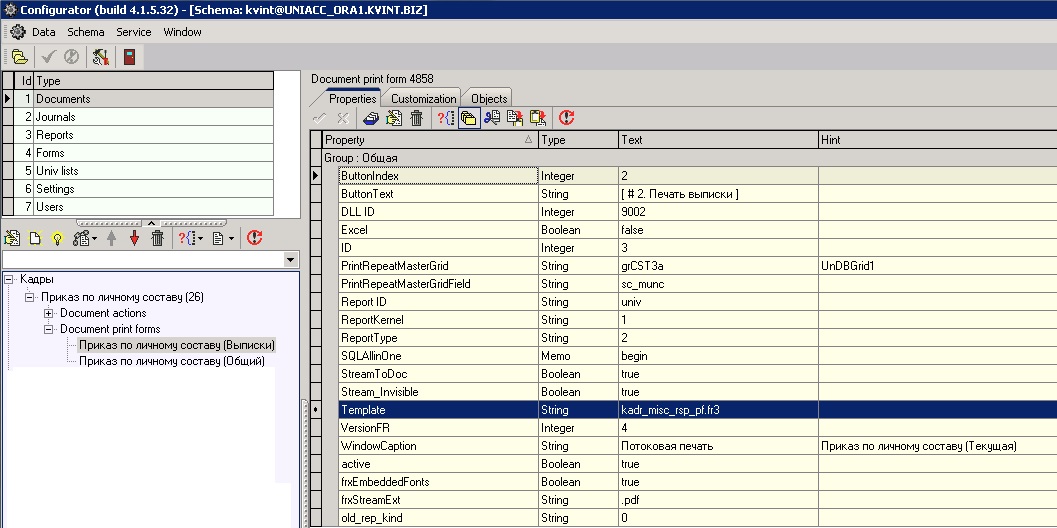 Configurator (build 4.1.5.32) - [Schema: kvint@UNIACC_ORA1.KVINT.BIZ]
Data Schema Service Window
Id Type
1 Documents
2 Journals
3 Reports
4 Forms
5 Univ lists
6 Settings
7 Users
Кадры
Приказ по личному составу (26)
Document actions
Document print forms
Приказ по личному составу (Выписки)
Приказ по личному составу (Общий)
Document print form 4858
Properties Customization Objects
Property Type Text Hint
Group : Общая
ButtonIndex Integer 2
ButtonText String [ # 2. Печать выписки ]
DLL ID Integer 9002
Excel Boolean false
ID Integer 3
PrintRepeatMasterGrid String grCST3a UnDBGrid1
PrintRepeatMasterGridField String sc_munc
Report ID String univ
ReportKernel String 1
ReportType String 2
SQLAllinOne Memo begin
StreamToDoc Boolean true
Stream_Invisible Boolean true
Template String kadr_misc_rsp_pf.fr3
VersionFR Integer 4
WindowCaption String Потоковая печать Приказ по личному составу (Текущая)
active Boolean true
frxEmbeddedFonts Boolean true
frxStreamExt String .pdf
old_rep_kind String 0